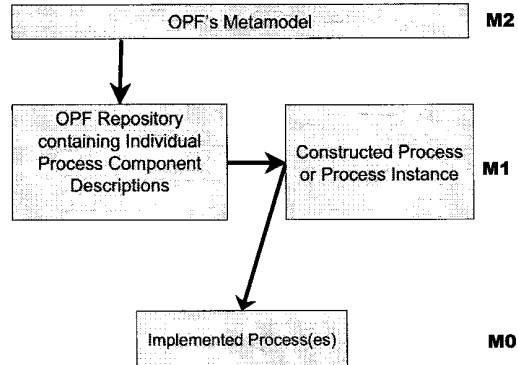 OPF's Metamodel
M2
OPF Repository
containing Individual
Process Component
Descriptions
Constructed Process
or Process Instance
M1
Implemented Process(es)
M0